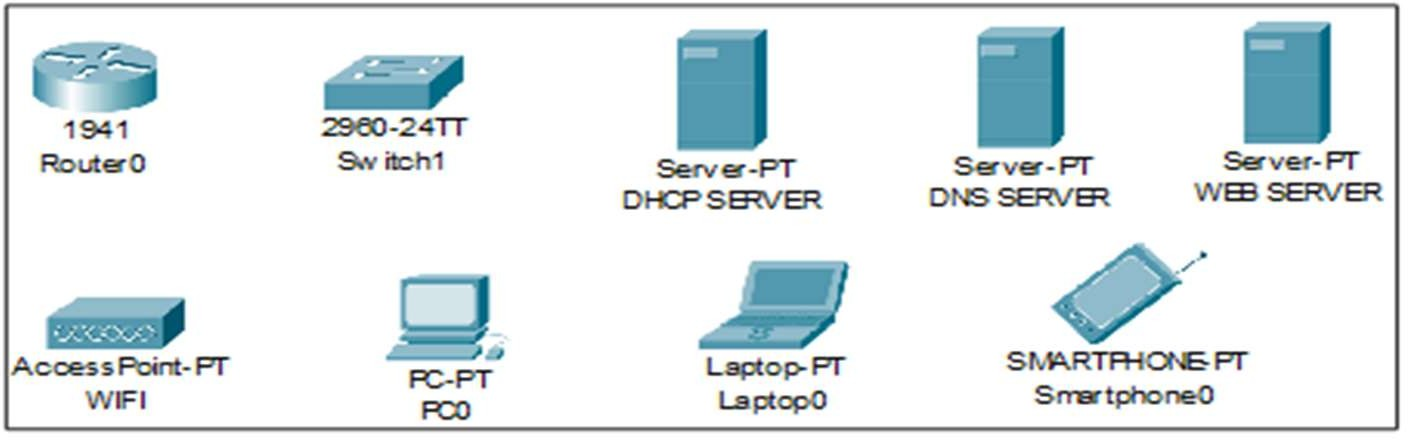 1941
Router0
2960-24TT
Switch1
Server-PT
DHCP SERVER
Server-PT
DNS SERVER
Server-PT
WEB SERVER
AccessPoint-PT
WIFI
PC-PT
PC0
Laptop-PT
Laptop0
SMARTPHONE-PT
Smartphone0